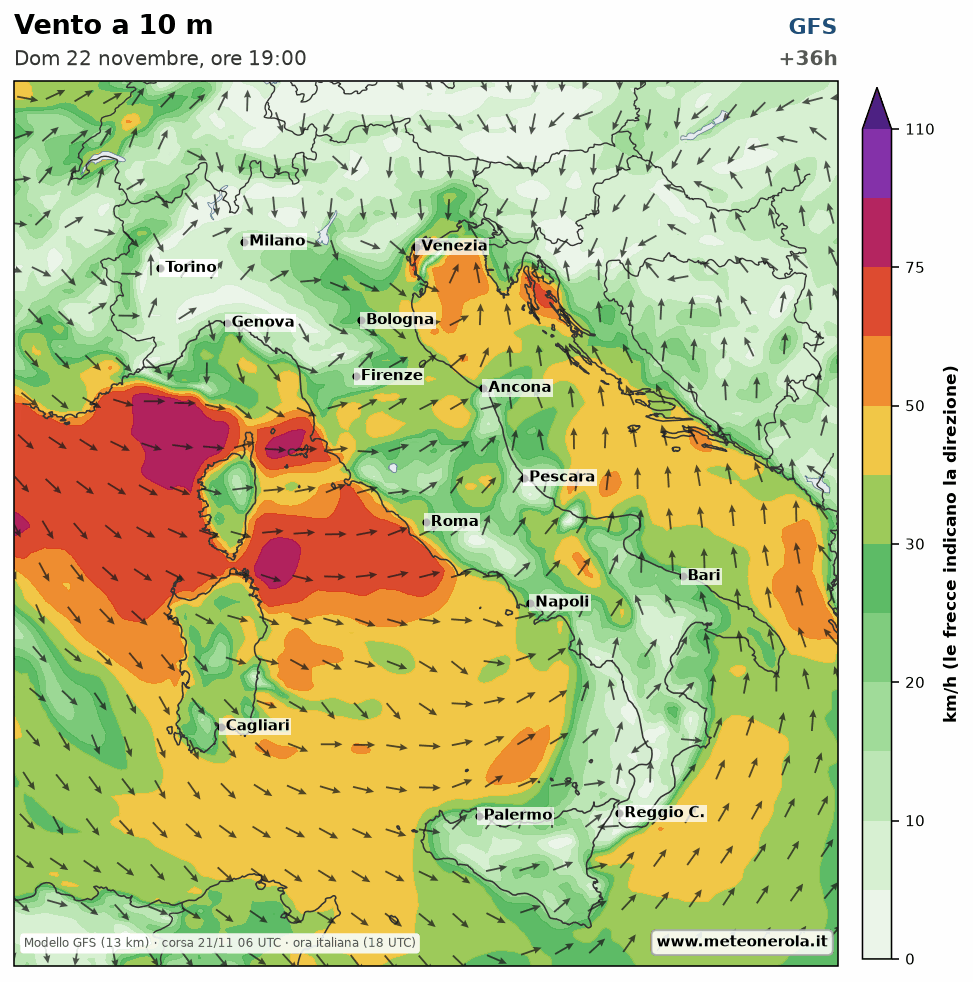 Vento a 10 m
GFS
Dom 22 novembre, ore 19:00
+36h
110
75
50
30
20
10
0
km/h (le frecce indicano la direzione)
Milano
Venezia
Torino
Genova
Bologna
Firenze
Ancona
Pescara
Roma
Bari
Napoli
Cagliari
Palermo
Reggio C.
Modello GFS (13 km) · corsa 21/11 06 UTC · ora italiana (18 UTC)
www.meteonerola.it